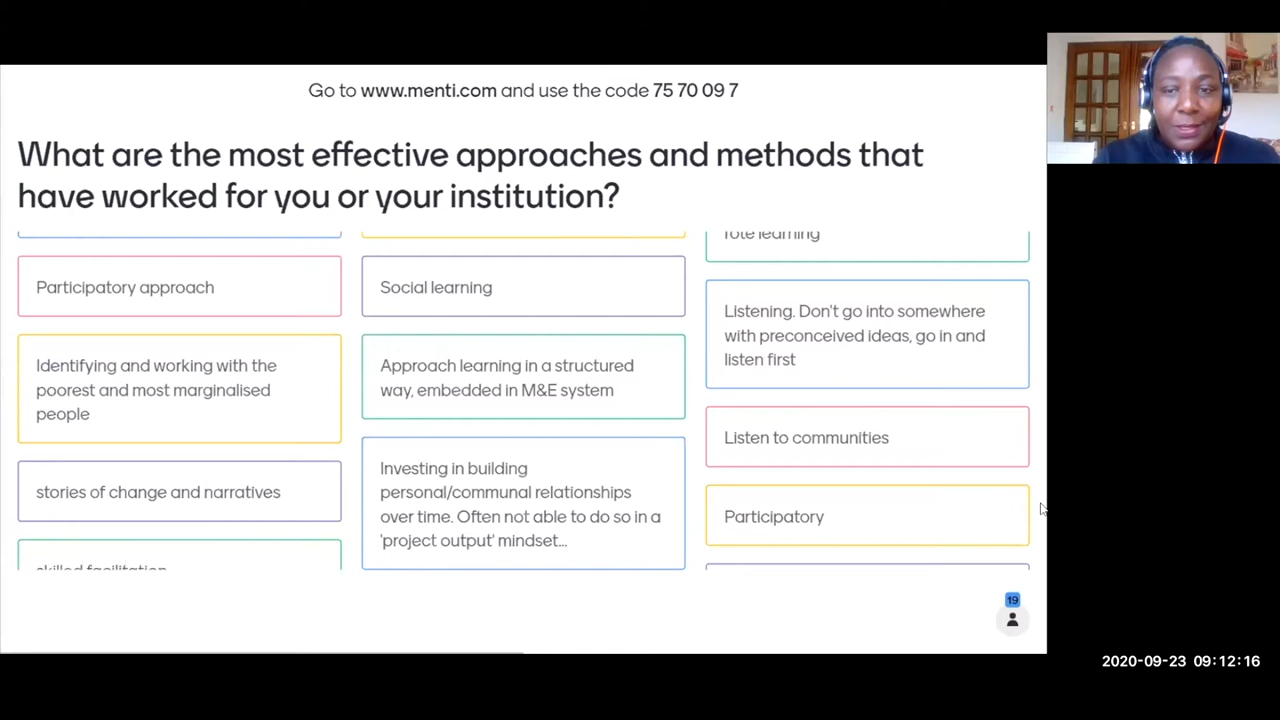 Go to www.menti.com and use the code 75 70 09 7
What are the most effective approaches and methods that
have worked for you or your institution?
Participatory approach
Identifying and working with the
poorest and most marginalised
people
stories of change and narratives
skilled facilitation
Social learning
Approach learning in a structured
way, embedded in M&E system
Investing in building
personal/communal relationships
over time. Often not able to do so in a
'project output' mindset...
rote learning
Listening. Don't go into somewhere
with preconceived ideas, go in and
listen first
Listen to communities
Participatory
19
2020-09-23 09:12:16